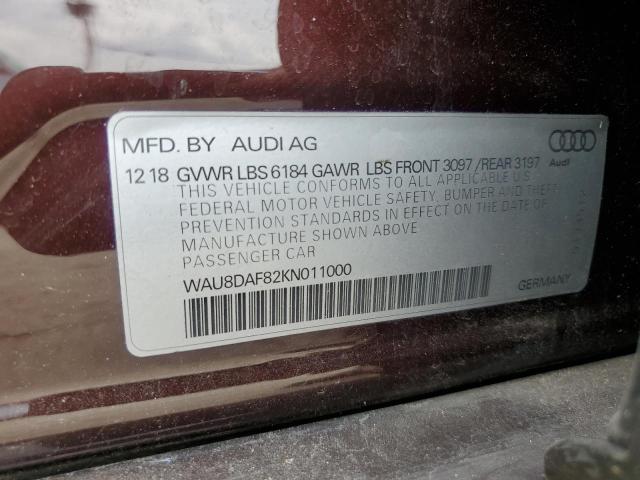 MFD. BY AUDI AG
12 18 GVWR LBS 6184 GAWR LBS FRONT 3097 /REAR 3197
Audi
THIS VEHICLE CONFORMS TO ALL APPLICABLE U.S.
FEDERAL MOTOR VEHICLE SAFETY, BUMPER AND THEFT
PREVENTION STANDARDS IN EFFECT ON THE DATE OF
MANUFACTURE SHOWN ABOVE
PASSENGER CAR
WAU8DAF82KN011000
GERMANY